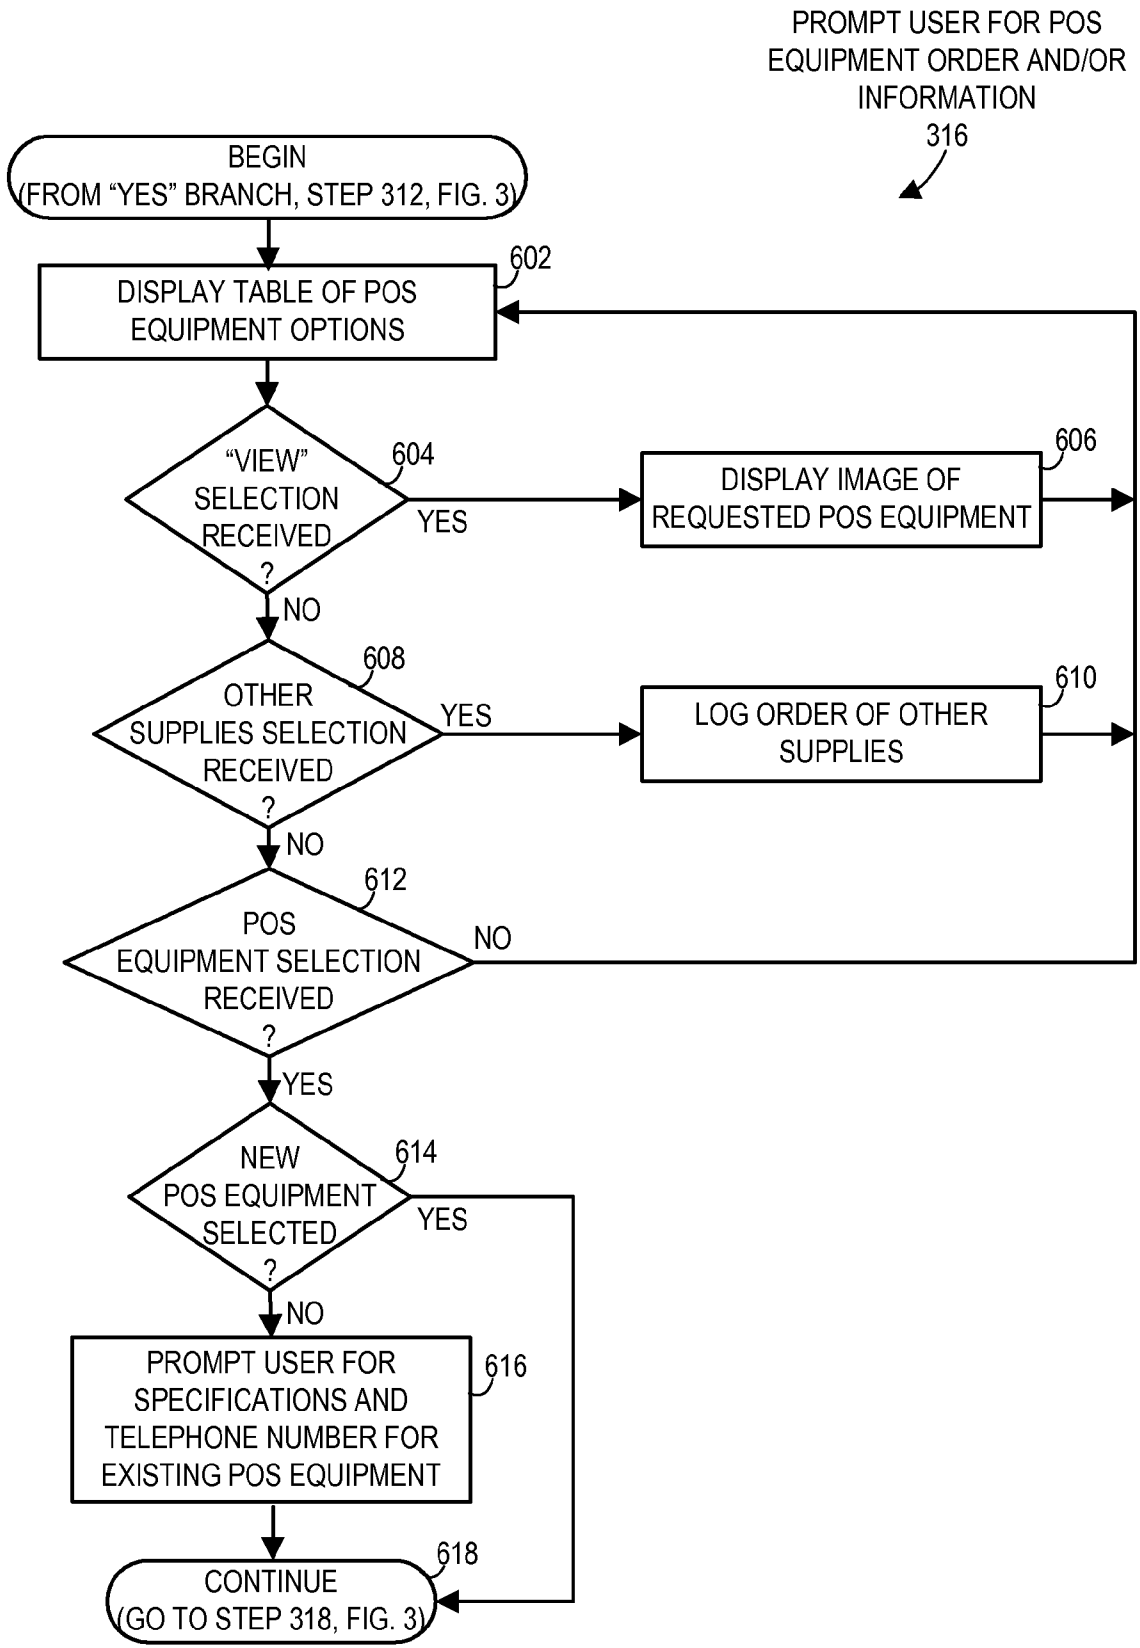 PROMPT USER FOR POS
EQUIPMENT ORDER AND/OR
INFORMATION
316
BEGIN
(FROM “YES” BRANCH, STEP 312, FIG. 3)
602
DISPLAY TABLE OF POS
EQUIPMENT OPTIONS
604
“VIEW”
SELECTION
RECEIVED
?
YES
606
DISPLAY IMAGE OF
REQUESTED POS EQUIPMENT
NO
608
OTHER
SUPPLIES SELECTION
RECEIVED
?
YES
610
LOG ORDER OF OTHER
SUPPLIES
NO
612
POS
EQUIPMENT SELECTION
RECEIVED
?
NO
YES
614
NEW
POS EQUIPMENT
SELECTED
?
YES
NO
616
PROMPT USER FOR
SPECIFICATIONS AND
TELEPHONE NUMBER FOR
EXISTING POS EQUIPMENT
618
CONTINUE
(GO TO STEP 318, FIG. 3)